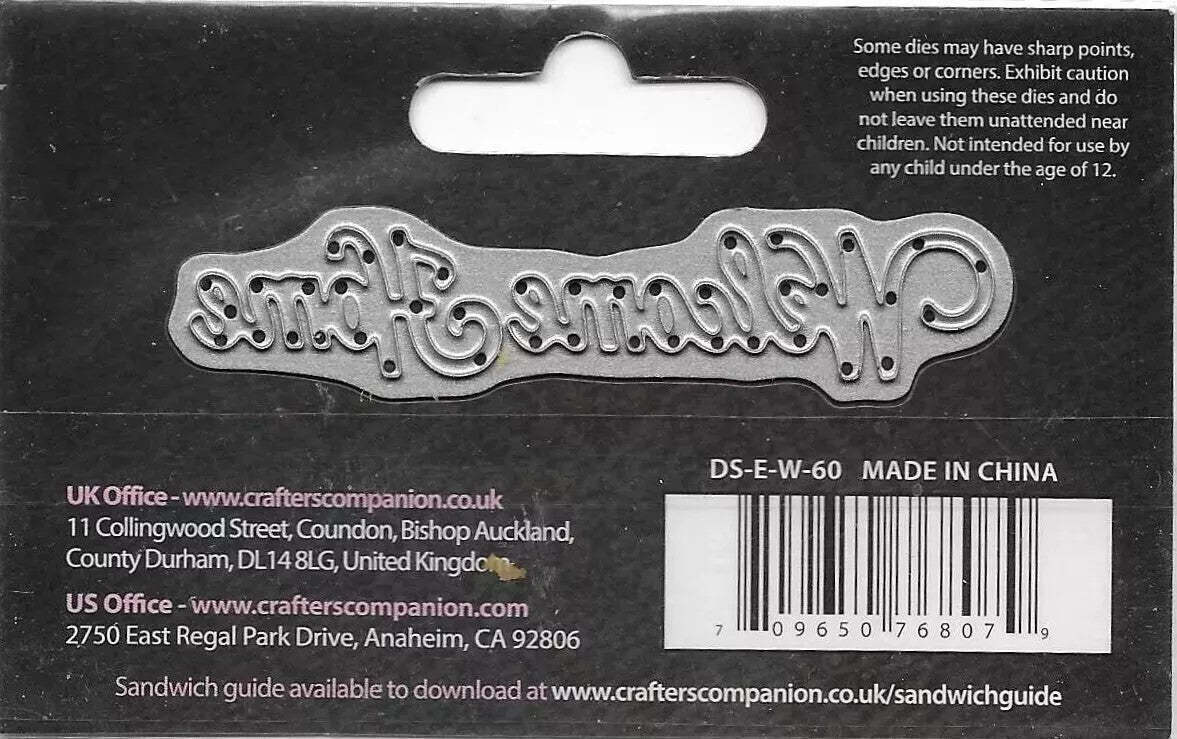 Some dies may have sharp points,
edges or corners. Exhibit caution
when using these dies and do
not leave them unattended near
children. Not intended for use by
any child under the age of 12.
Welcome Home
DS-E-W-60 MADE IN CHINA
UK Office - www.crafterscompanion.co.uk
11 Collingwood Street, Coundon, Bishop Auckland,
County Durham, DL14 8LG, United Kingdom
US Office - www.crafterscompanion.com
2750 East Regal Park Drive, Anaheim, CA 92806
7 09650 76807 9
Sandwich guide available to download at www.crafterscompanion.co.uk/sandwichguide